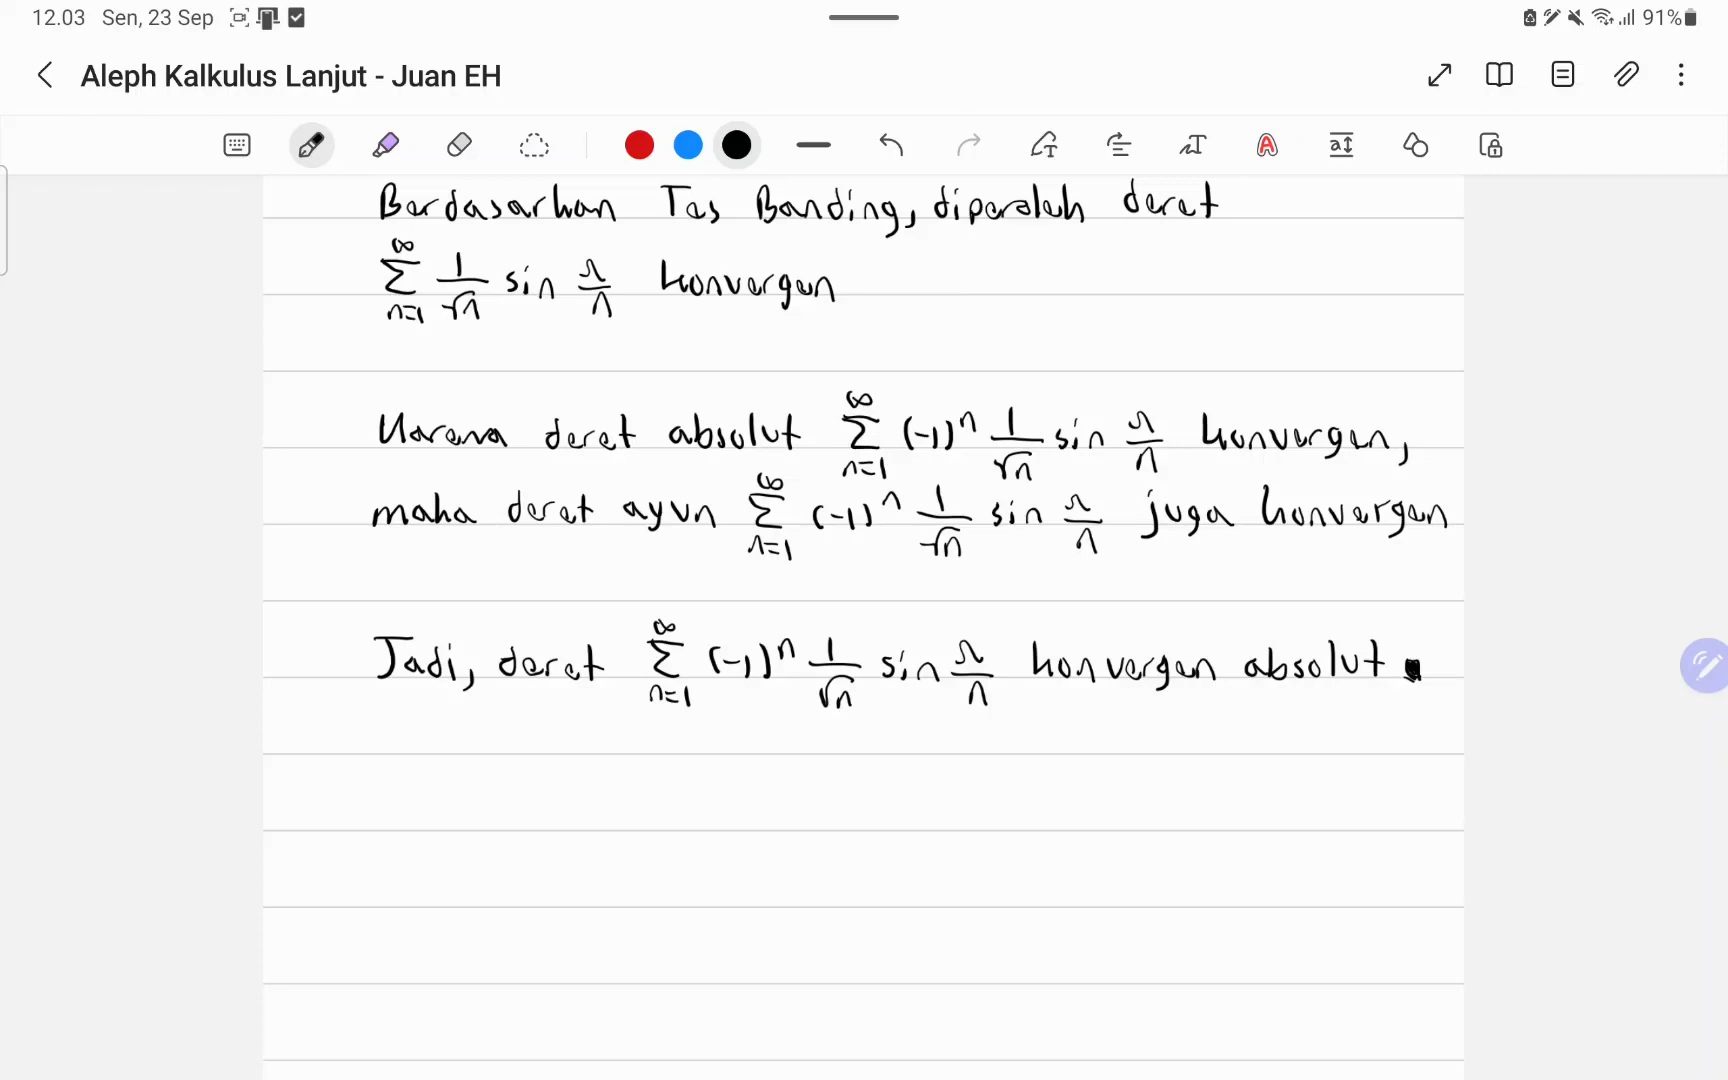 12.03 Sen, 23 Sep 91%
Aleph Kalkulus Lanjut - Juan EH
Berdasarkan Tes Banding, diperoleh deret
∑_{n=1}^{∞} 1/√n sin π/n konvergen
Karena deret absolut ∑_{n=1}^{∞} (-1)^n 1/√n sin π/n konvergen,
maka deret ayun ∑_{n=1}^{∞} (-1)^n 1/√n sin π/n juga konvergen
Jadi, deret ∑_{n=1}^{∞} (-1)^n 1/√n sin π/n konvergen absolut